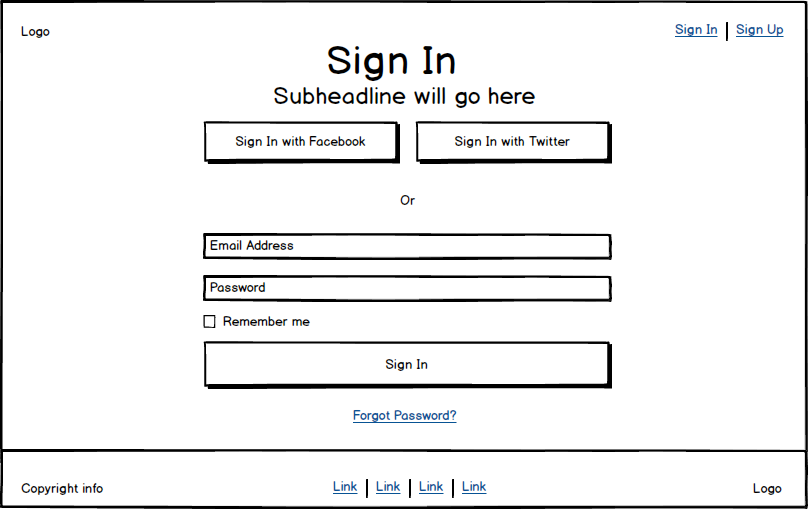 Logo
Sign In | Sign Up
Sign In
Subheadline will go here
Sign In with Facebook
Sign In with Twitter
Or
Email Address
Password
Remember me
Sign In
Forgot Password?
Copyright info
Link | Link | Link | Link
Logo